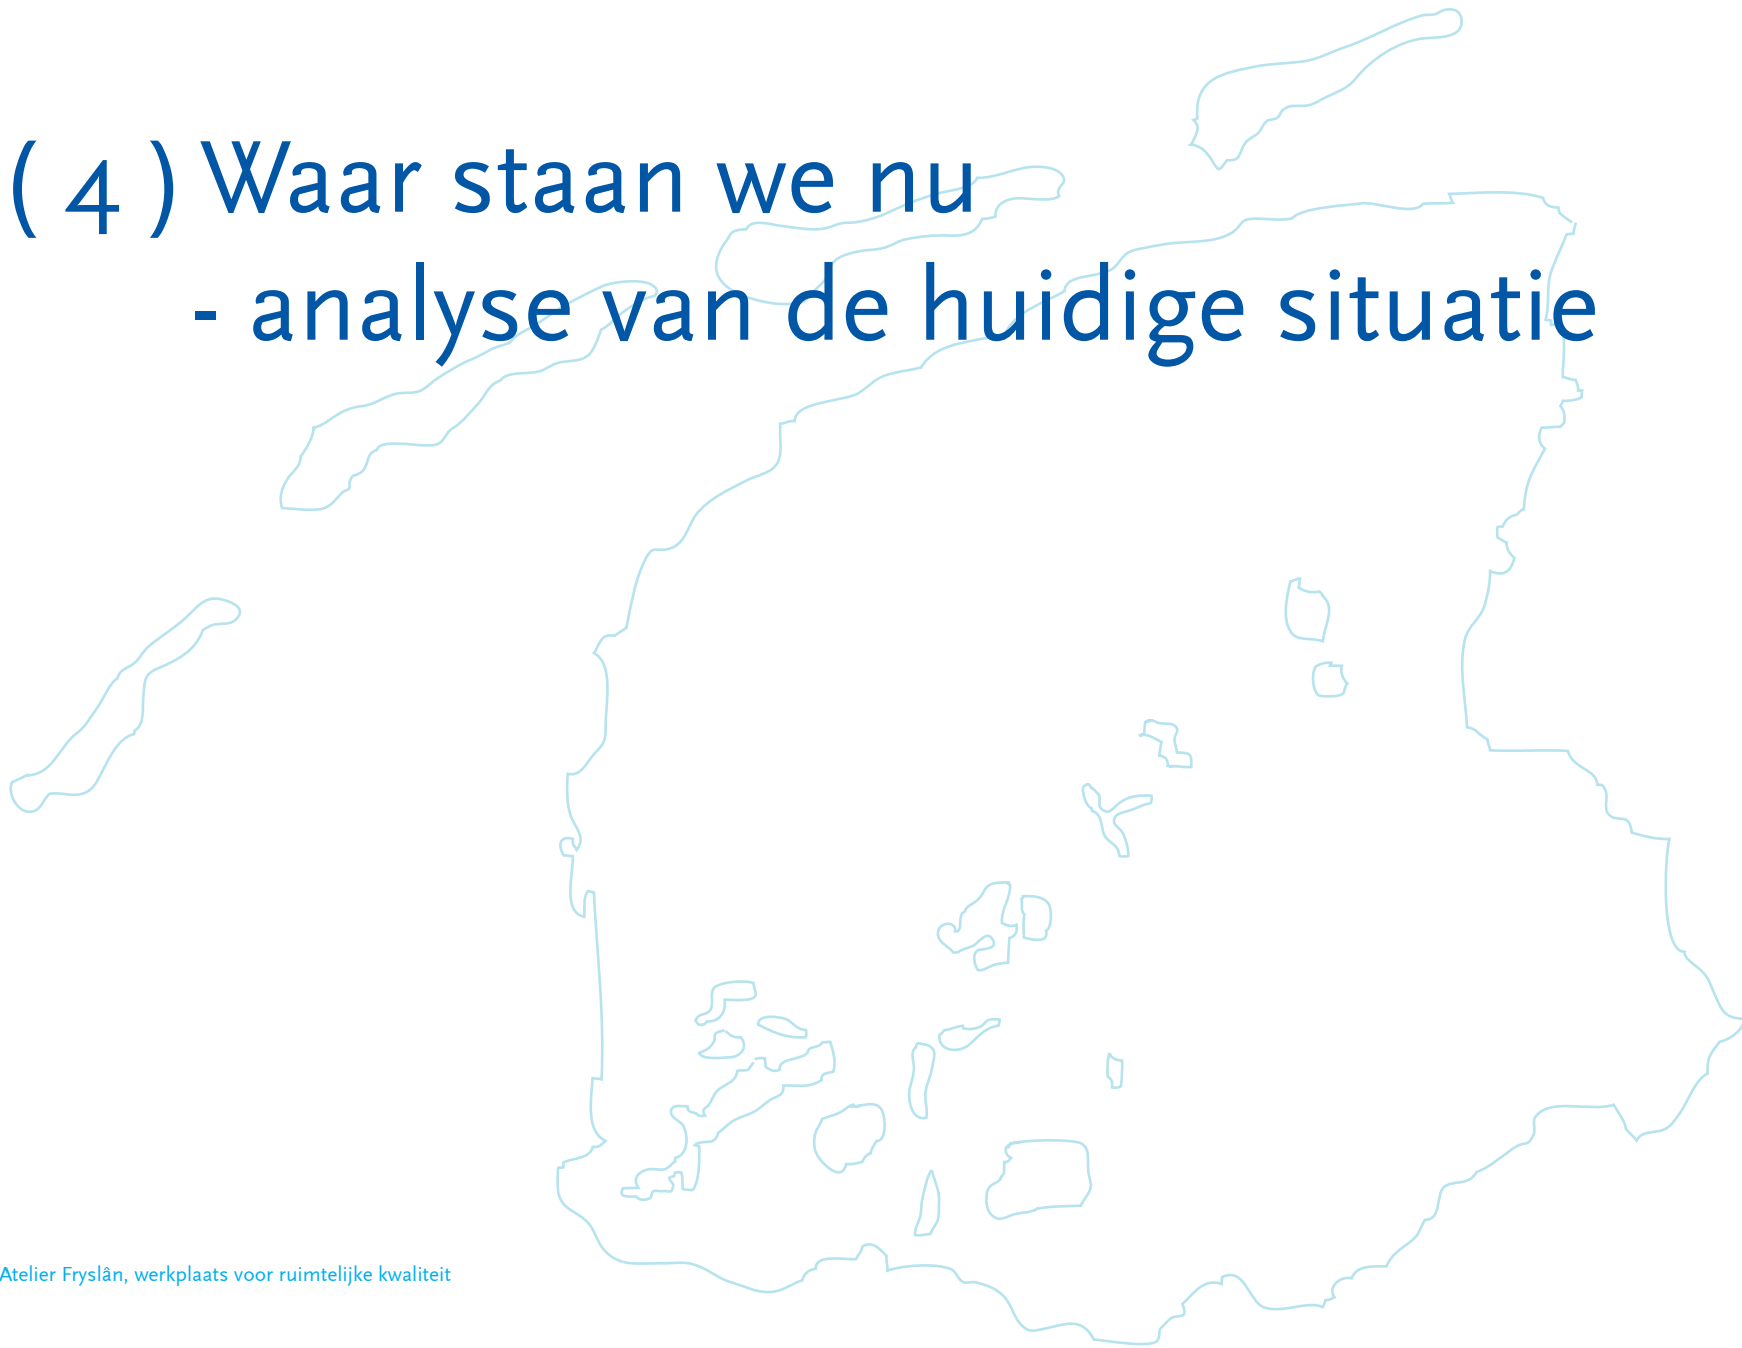 ( 4 ) Waar staan we nu
- analyse van de huidige situatie
Atelier Fryslân, werkplaats voor ruimtelijke kwaliteit